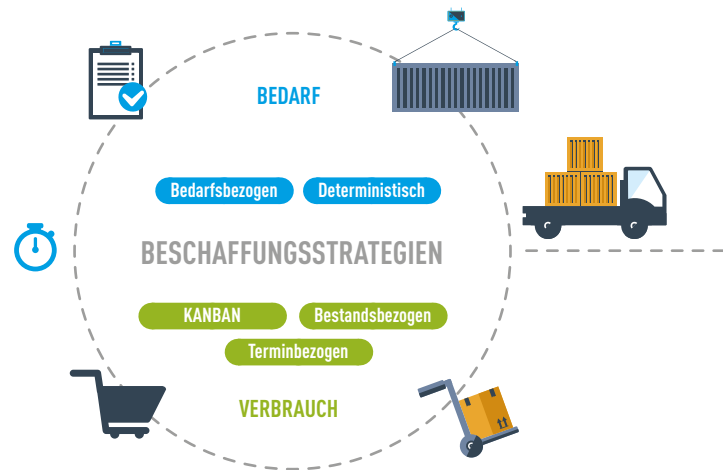 BEDARF
Bedarfsbezogen Deterministisch
BESCHAFFUNGSSTRATEGIEN
KANBAN Bestandsbezogen
Terminbezogen
VERBRAUCH